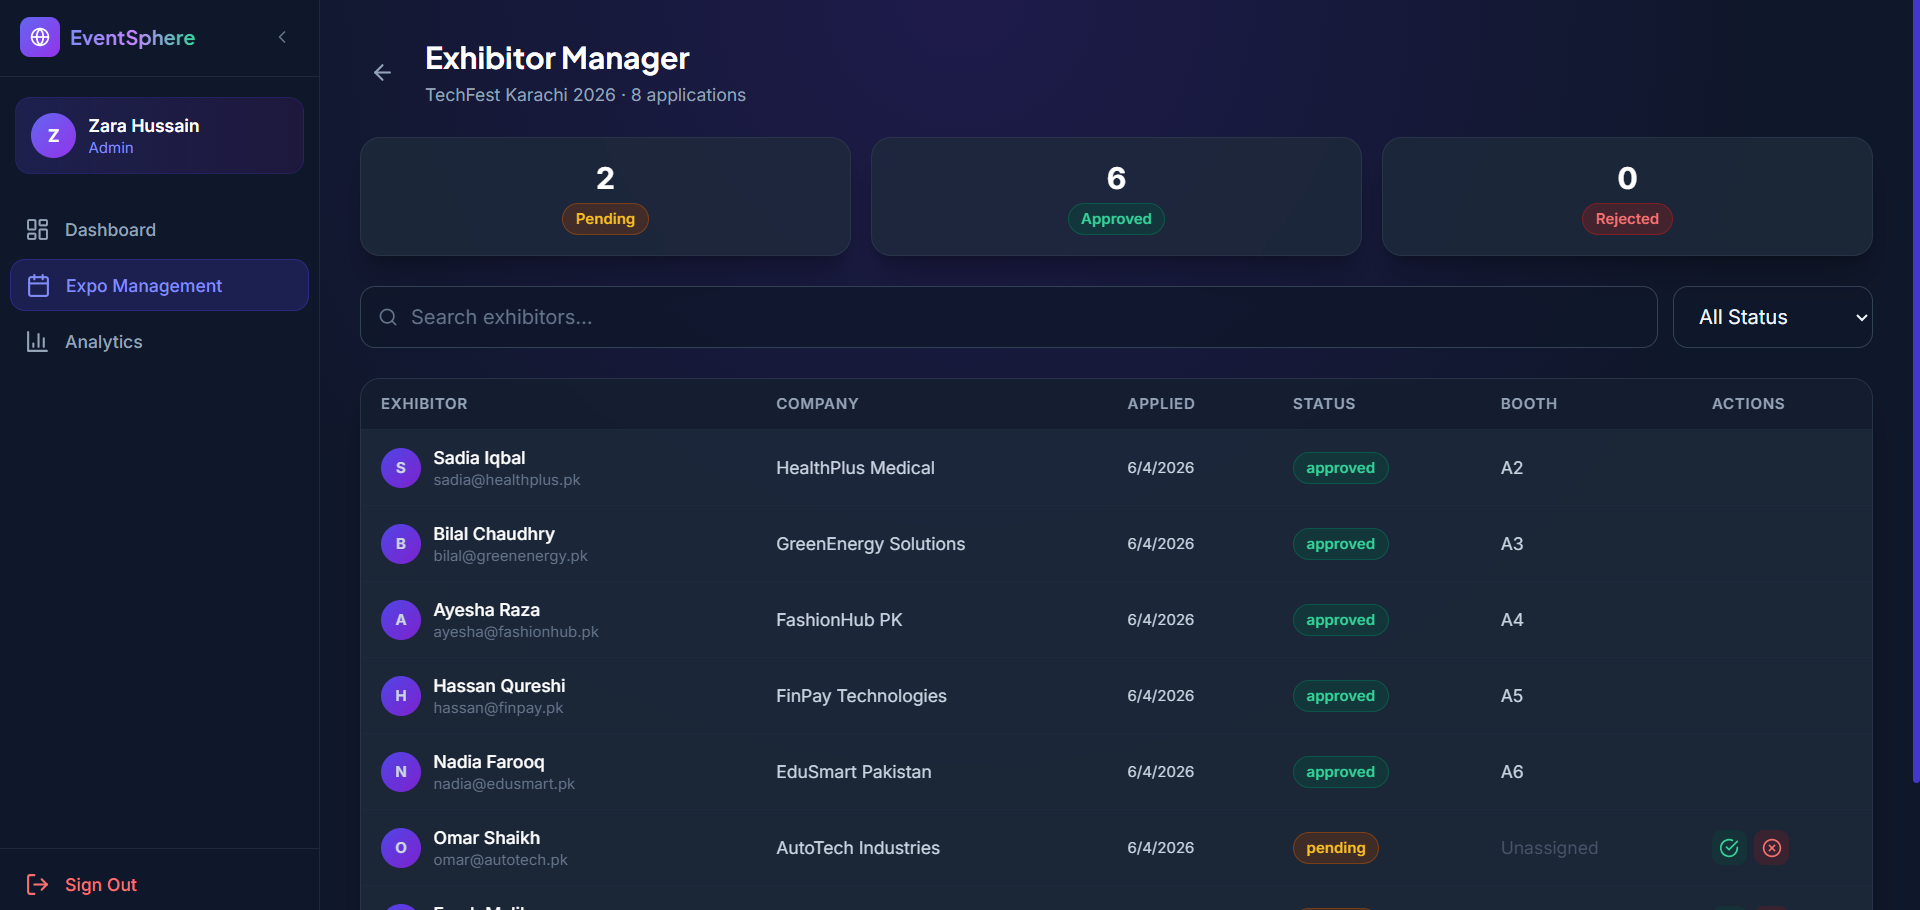 EventSphere
Z
Zara Hussain
Admin
Dashboard
Expo Management
Analytics
Sign Out
Exhibitor Manager
TechFest Karachi 2026 · 8 applications
2
Pending
6
Approved
0
Rejected
Search exhibitors...
All Status
EXHIBITOR COMPANY APPLIED STATUS BOOTH ACTIONS
S Sadia Iqbal HealthPlus Medical 6/4/2026 approved A2
sadia@healthplus.pk
B Bilal Chaudhry GreenEnergy Solutions 6/4/2026 approved A3
bilal@greenenergy.pk
A Ayesha Raza FashionHub PK 6/4/2026 approved A4
ayesha@fashionhub.pk
H Hassan Qureshi FinPay Technologies 6/4/2026 approved A5
hassan@finpay.pk
N Nadia Farooq EduSmart Pakistan 6/4/2026 approved A6
nadia@edusmart.pk
O Omar Shaikh AutoTech Industries 6/4/2026 pending Unassigned
omar@autotech.pk